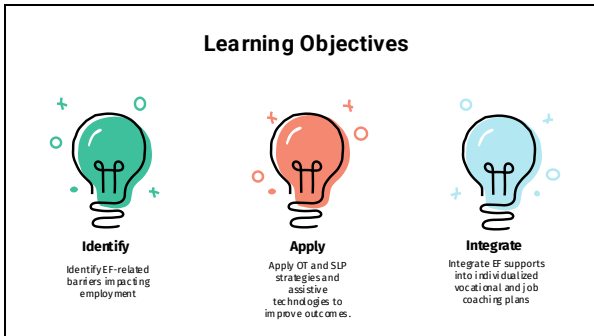 Learning Objectives
Identify
Identify EF-related
barriers impacting
employment
Apply
Apply OT and SLP
strategies and
assistive
technologies to
improve outcomes.
Integrate
Integrate EF supports
into individualized
vocational and job
coaching plans